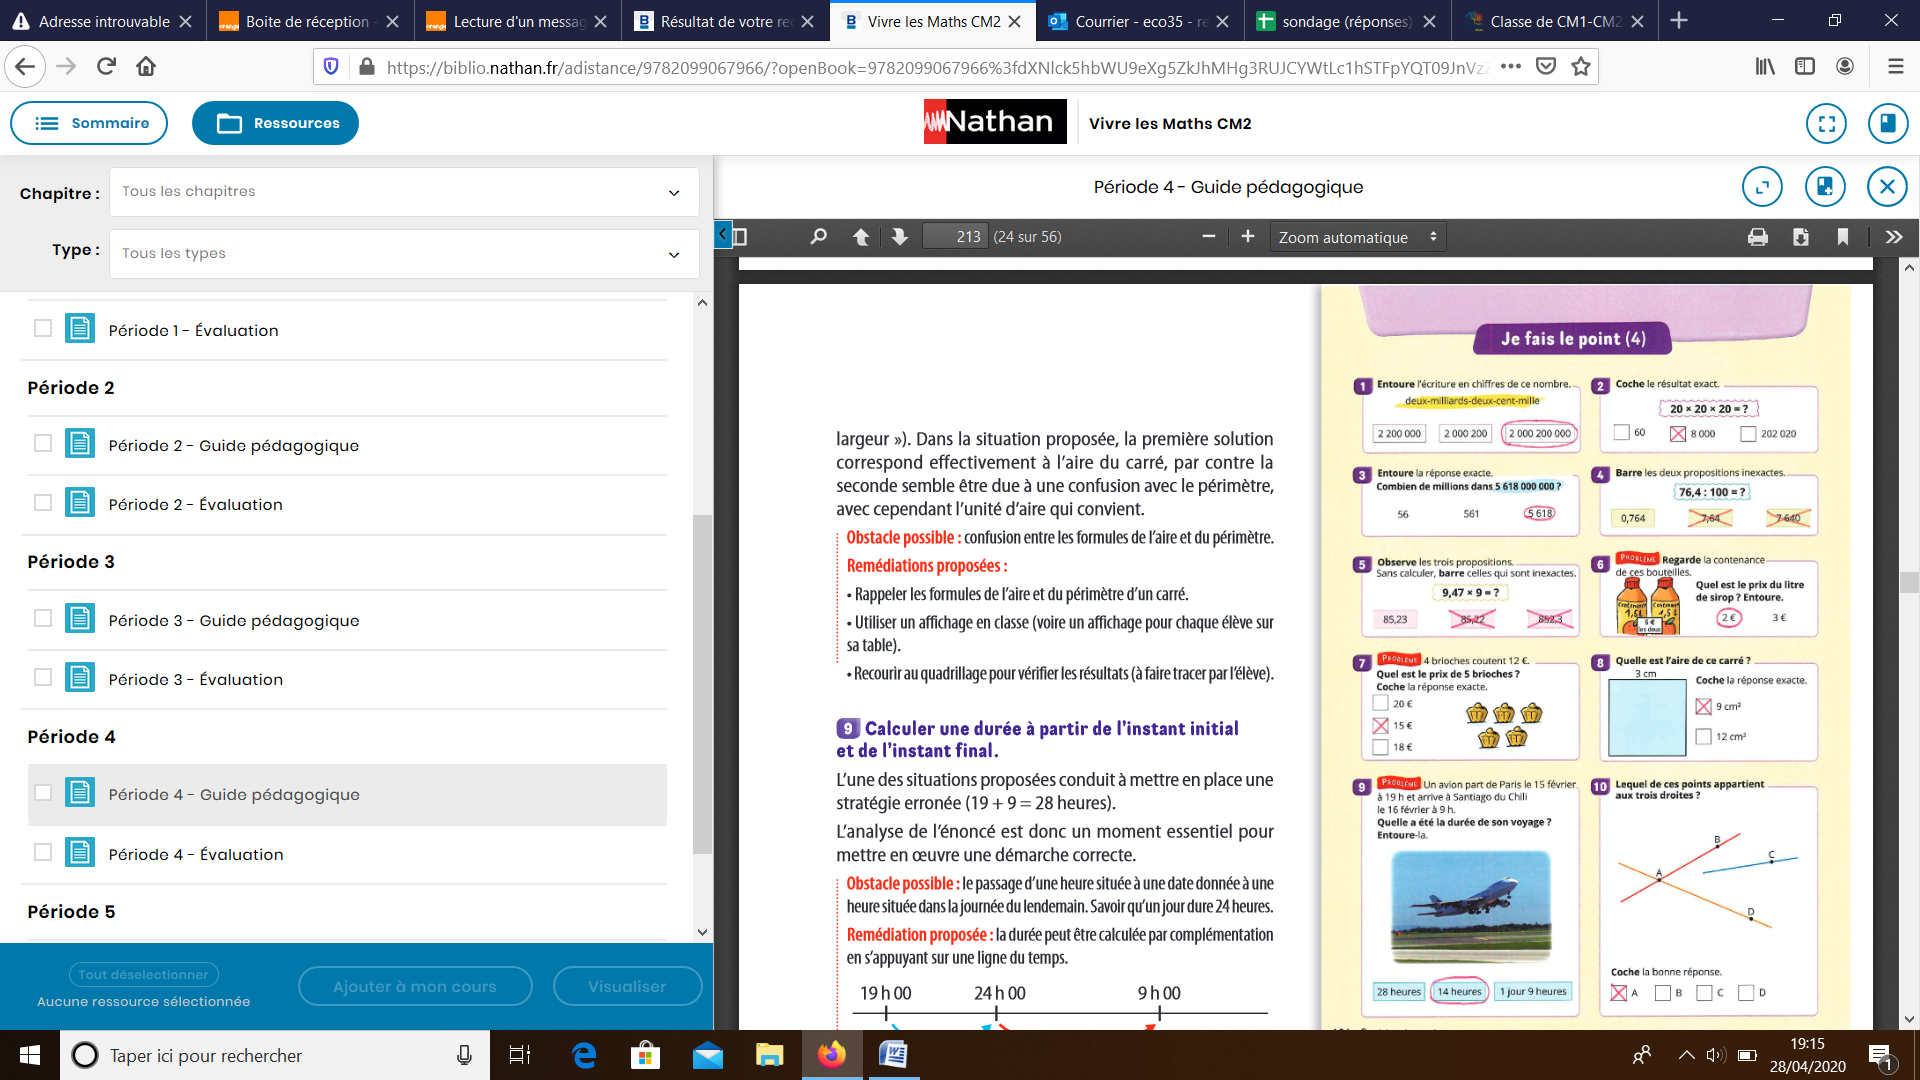 Adresse introuvable
Boite de réception -
Lecture d'un messag
Résultat de votre re
Vivre les Maths CM2
Courrier - eco35 - re
sondage (réponses)
Classe de CM1-CM2
https://biblio.nathan.fr/adistance/9782099067966/?openBook=9782099067966%3fdXNlck5hbWU9eXg5ZkJhMHg3RUJCYWtLc1hSTFpYQT09JnVz
Sommaire
Ressources
Nathan
Vivre les Maths CM2
Chapitre :
Tous les chapitres
Type :
Tous les types
Période 1 - Évaluation
Période 2
Période 2 - Guide pédagogique
Période 2 - Évaluation
Période 3
Période 3 - Guide pédagogique
Période 3 - Évaluation
Période 4
Période 4 - Guide pédagogique
Période 4 - Évaluation
Période 5
Tout déselectionner
Aucune ressource sélectionnée
Ajouter à mon cours
Visualiser
Période 4 - Guide pédagogique
213 (24 sur 56)
Zoom automatique
largeur »). Dans la situation proposée, la première solution
correspond effectivement à l'aire du carré, par contre la
seconde semble être due à une confusion avec le périmètre,
avec cependant l'unité d'aire qui convient.
Obstacle possible : confusion entre les formules de l'aire et du périmètre.
Remédiations proposées :
• Rappeler les formules de l'aire et du périmètre d'un carré.
• Utiliser un affichage en classe (voire un affichage pour chaque élève sur
sa table).
• Recourir au quadrillage pour vérifier les résultats (à faire tracer par l'élève).
9 Calculer une durée à partir de l'instant initial
et de l'instant final.
L'une des situations proposées conduit à mettre en place une
stratégie erronée (19 + 9 = 28 heures).
L'analyse de l'énoncé est donc un moment essentiel pour
mettre en œuvre une démarche correcte.
Obstacle possible : le passage d'une heure située à une date donnée à une
heure située dans la journée du lendemain. Savoir qu'un jour dure 24 heures.
Remédiation proposée : la durée peut être calculée par complémentation
en s'appuyant sur une ligne du temps.
19 h 00 24 h 00 9 h 00
Je fais le point (4)
1 Entoure l'écriture en chiffres de ce nombre.
deux-milliards-deux-cent-mille
2 200 000 2 000 200 2 000 200 000
2 Coche le résultat exact.
20 × 20 × 20 = ?
60 8 000 202 020
3 Entoure la réponse exacte.
Combien de millions dans 5 618 000 000 ?
56 561 5 618
4 Barre les deux propositions inexactes.
76,4 : 100 = ?
0,764 7,64 7 640
5 Observe les trois propositions.
Sans calculer, barre celles qui sont inexactes.
9,47 × 9 = ?
85,23 85,22 852,3
6 PROBLÈME Regarde la contenance
de ces bouteilles.
Quel est le prix du litre
de sirop ? Entoure.
1,5 L 1,5 L
6 €
les deux
2 € 3 €
7 PROBLÈME 4 brioches coutent 12 €.
Quel est le prix de 5 brioches ?
Coche la réponse exacte.
20 €
15 €
18 €
8 Quelle est l'aire de ce carré ?
3 cm
Coche la réponse exacte.
9 cm²
12 cm²
9 PROBLÈME Un avion part de Paris le 15 février
à 19 h et arrive à Santiago du Chili
le 16 février à 9 h.
Quelle a été la durée de son voyage ?
Entoure-la.
28 heures 14 heures 1 jour 9 heures
10 Lequel de ces points appartient
aux trois droites ?
B
C
A
D
Coche la bonne réponse.
A B C D
Taper ici pour rechercher
19:15
28/04/2020
1